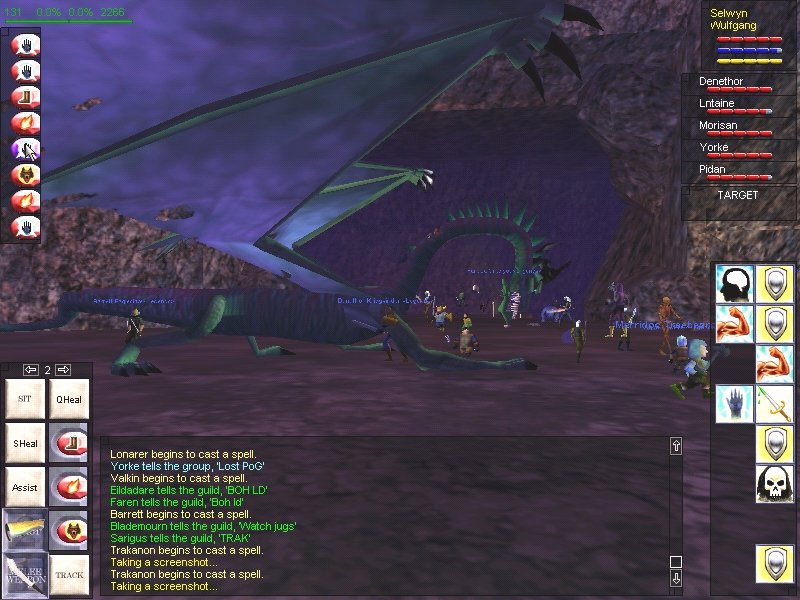 131 0.0% 0.0% 2266
Selwyn
Wulfgang
Denethor
Lntaine
Morisan
Yorke
Pidan
TARGET
2
SIT
QHeal
SHeal
Assist
TRACK
Lonarer begins to cast a spell.
Yorke tells the group, 'Lost PoG'
Valkin begins to cast a spell.
Eildadare tells the guild, 'BOH LD'
Faren tells the guild, 'Boh ld'
Barrett begins to cast a spell.
Blademourn tells the guild, 'Watch jugs'
Sarigus tells the guild, 'TRAK'
Trakanon begins to cast a spell.
Taking a screenshot...
Trakanon begins to cast a spell.
Taking a screenshot...